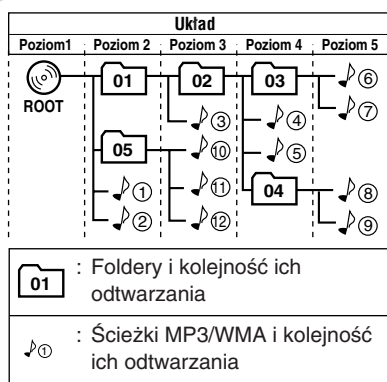 Układ
Poziom1 Poziom 2 Poziom 3 Poziom 4 Poziom 5
01 02 03 ⑥
ROOT ③ ④ ⑦
05 ⑩ ⑤
① ⑪ 04 ⑧
② ⑫ ⑨
01 : Foldery i kolejność ich
odtwarzania
① : Ścieżki MP3/WMA i kolejność
ich odtwarzania